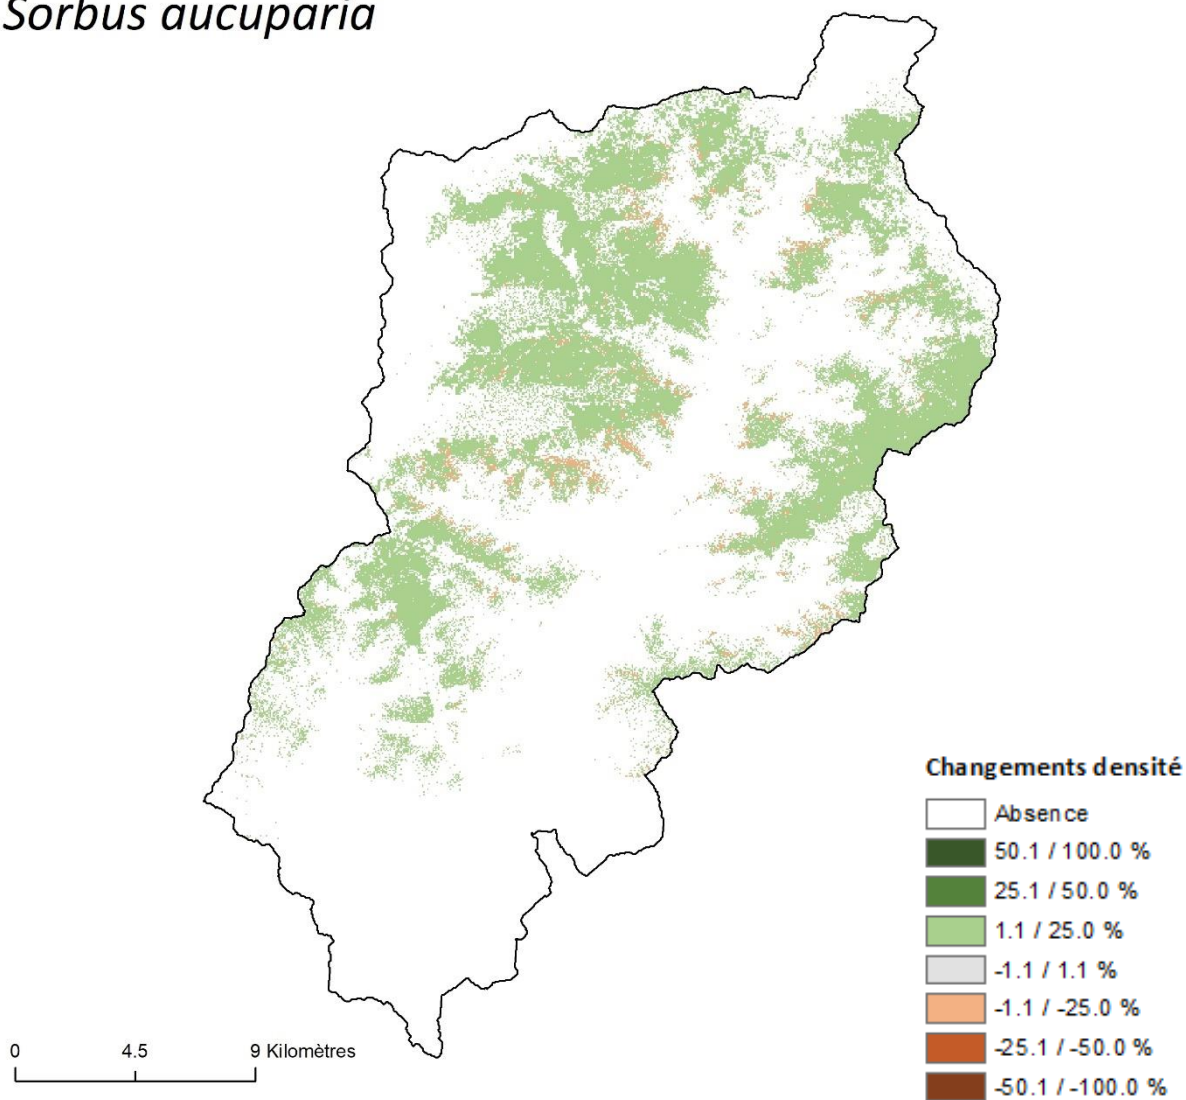 Sorbus aucuparia
Changements densité
Absence
50.1 / 100.0 %
25.1 / 50.0 %
1.1 / 25.0 %
-1.1 / 1.1 %
-1.1 / -25.0 %
-25.1 / -50.0 %
-50.1 / -100.0 %
0 4.5 9 Kilomètres